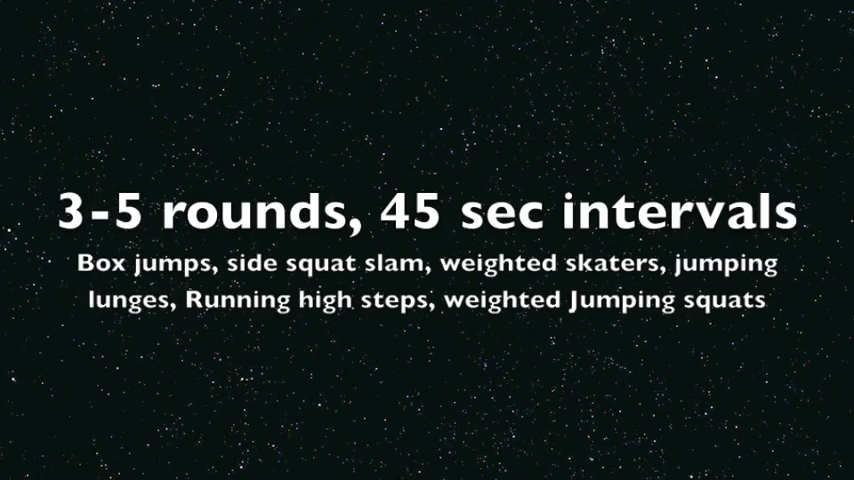 3-5 rounds, 45 sec intervals
Box jumps, side squat slam, weighted skaters, jumping
lunges, Running high steps, weighted Jumping squats